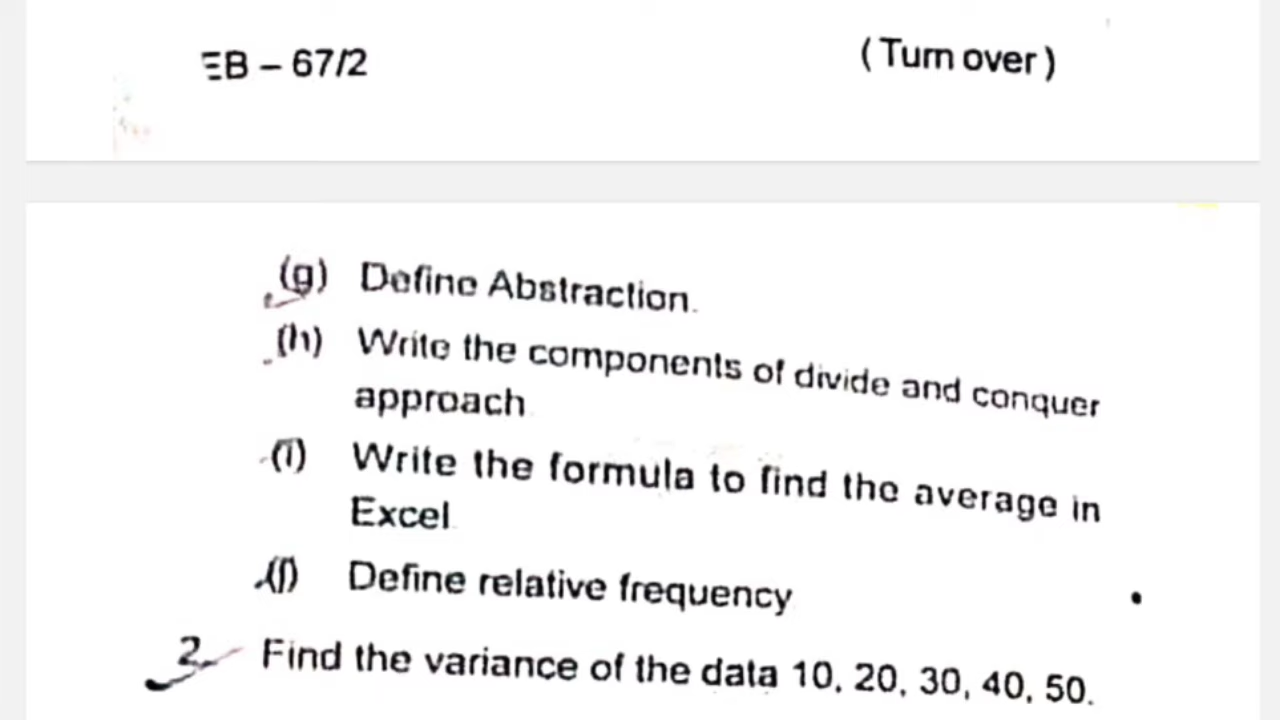 EB – 67/2 (Turn over)
(g) Define Abstraction.
(h) Write the components of divide and conquer
approach
(i) Write the formula to find the average in
Excel
(j) Define relative frequency
2. Find the variance of the data 10, 20, 30, 40, 50.